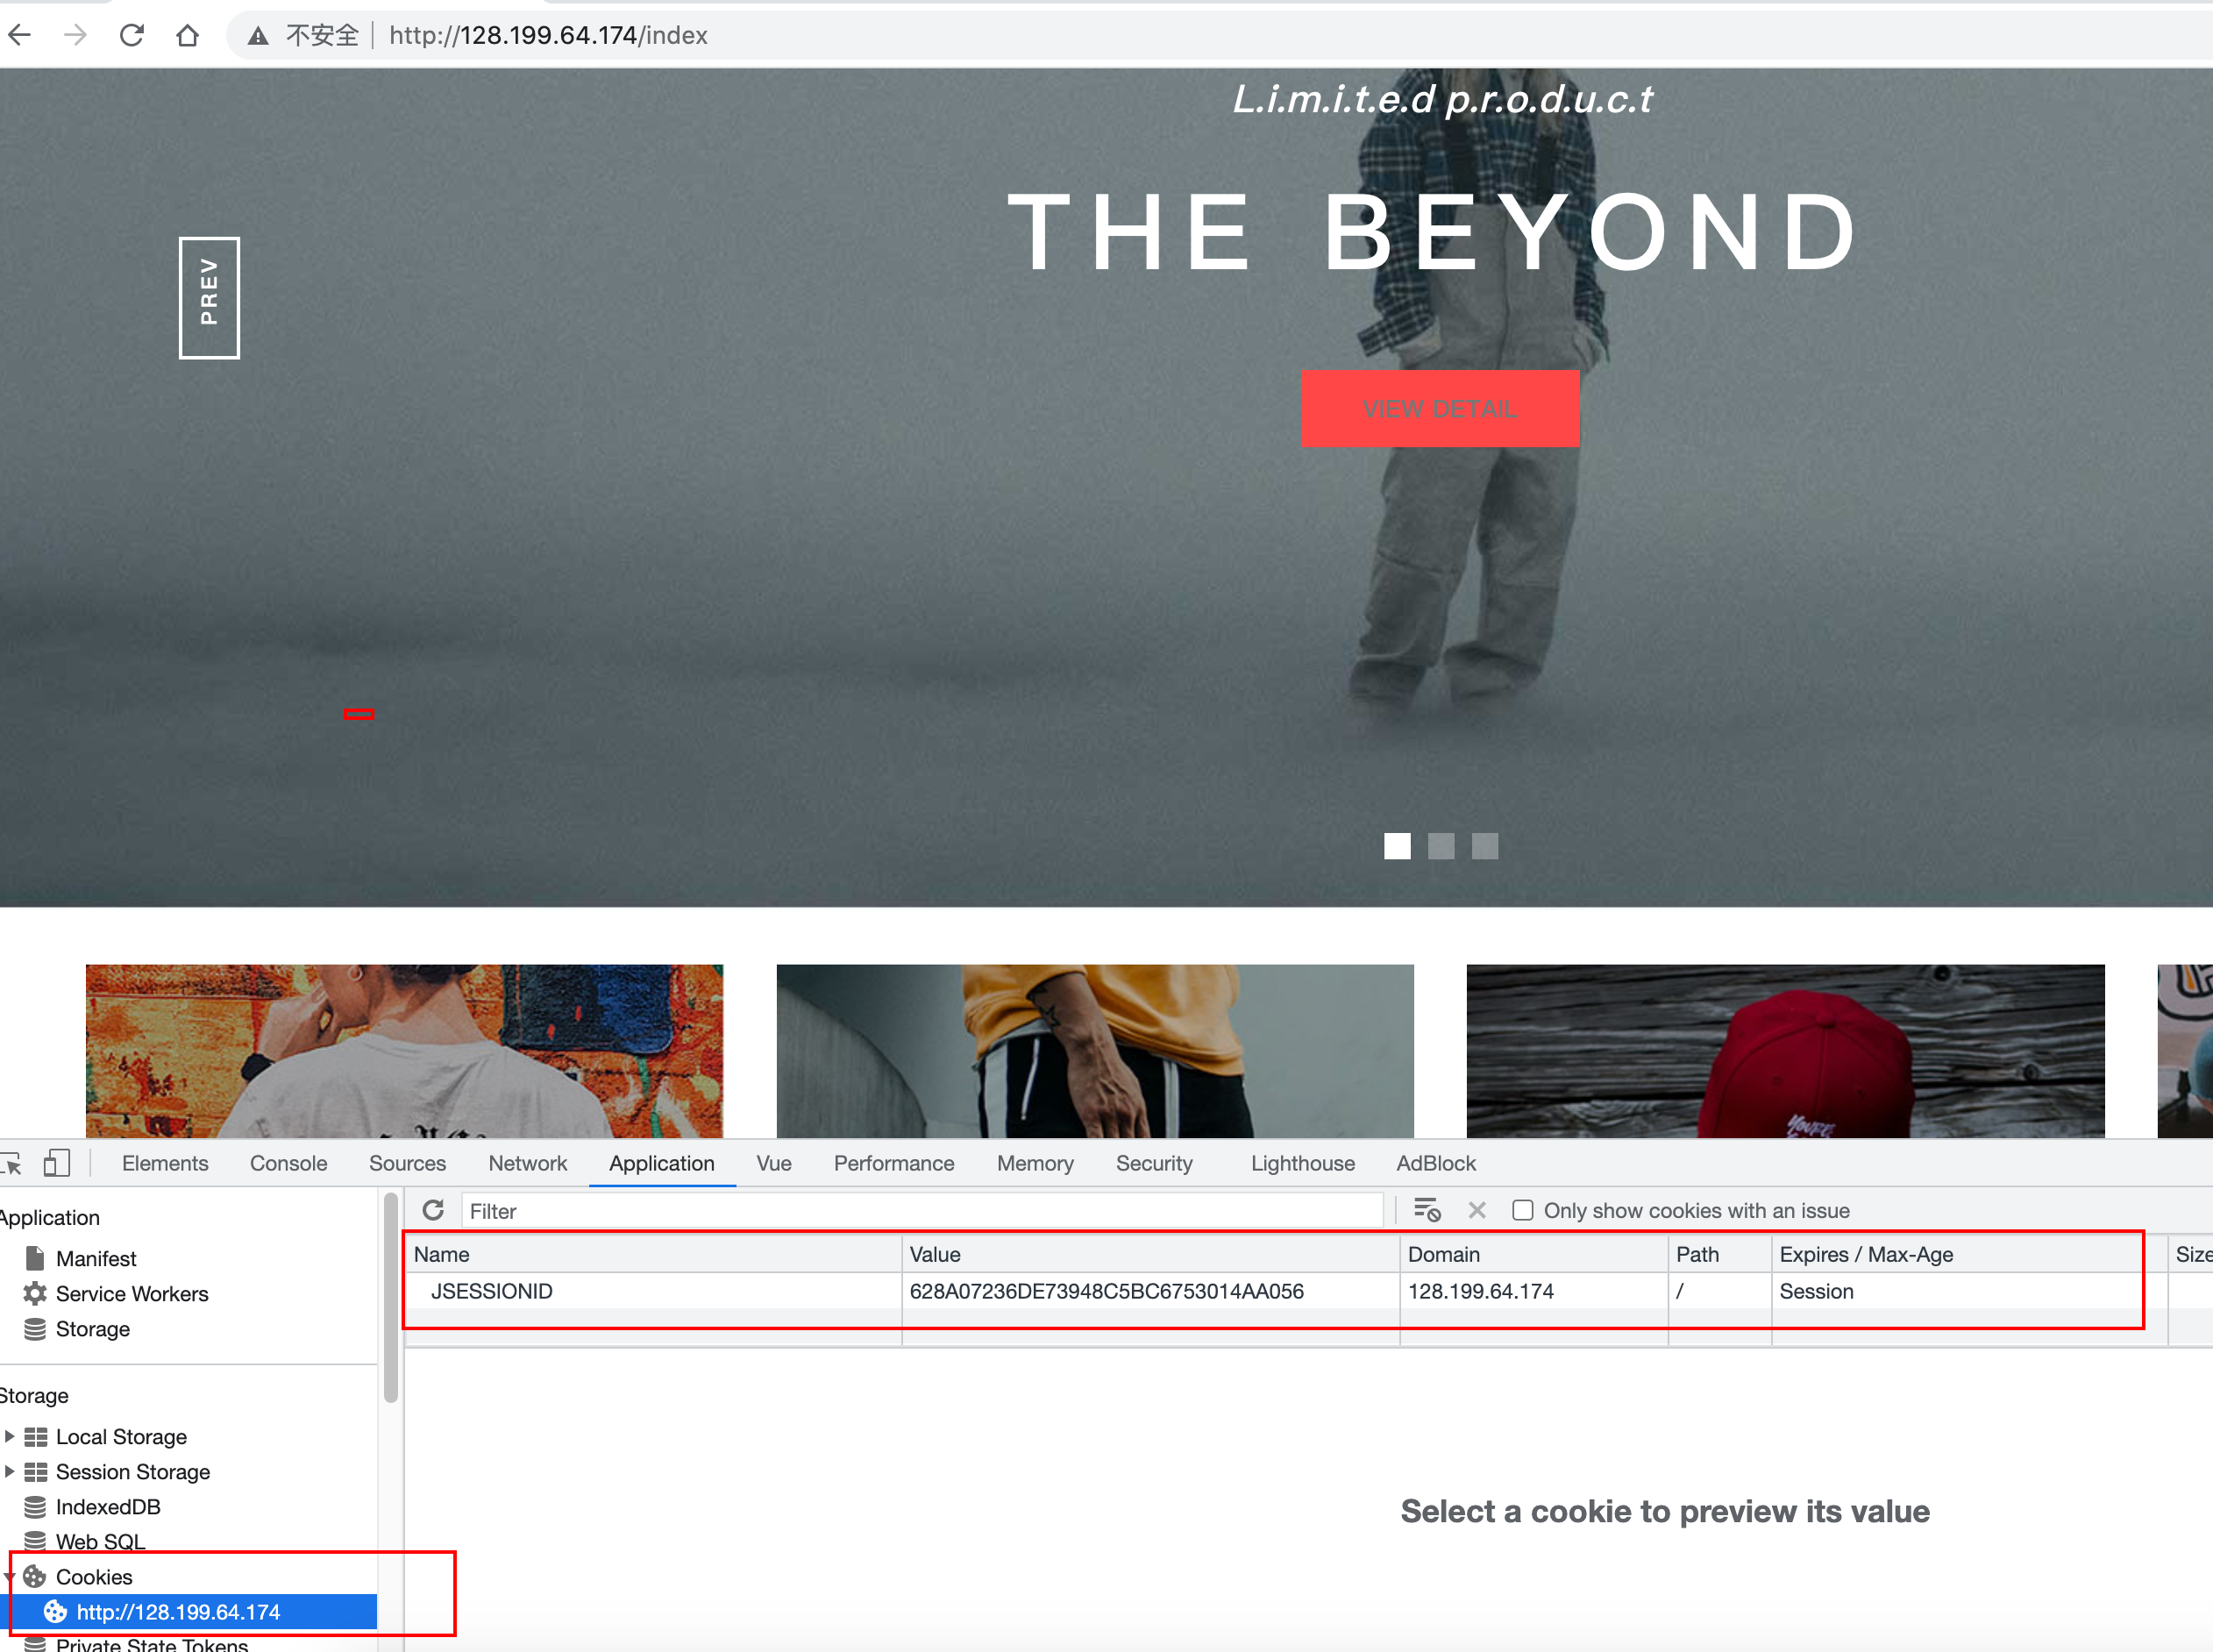 不安全 http://128.199.64.174/index
L.i.m.i.t.e.d p.r.o.d.u.c.t
THE BEYOND
PREV
VIEW DETAIL
Elements Console Sources Network Application Vue Performance Memory Security Lighthouse AdBlock
Application
Manifest
Service Workers
Storage
Storage
Local Storage
Session Storage
IndexedDB
Web SQL
Cookies
http://128.199.64.174
Private State Tokens
Filter Only show cookies with an issue
Name Value Domain Path Expires / Max-Age Size
JSESSIONID 628A07236DE73948C5BC6753014AA056 128.199.64.174 / Session
Select a cookie to preview its value